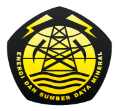 ENERGI DAN SUMBER DAYA MINERAL